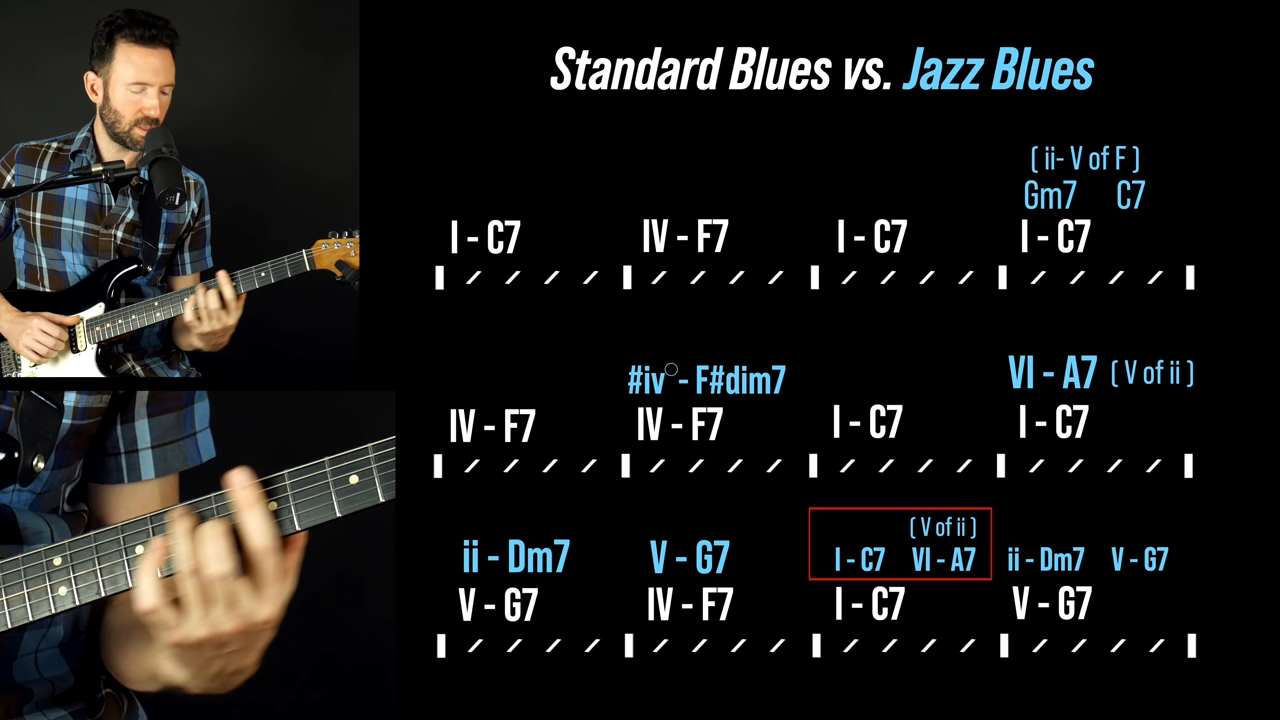 Standard Blues vs. Jazz Blues
( ii- V of F )
Gm7 C7
I - C7 IV - F7 I - C7 I - C7
#iv° - F#dim7 VI - A7 ( V of ii )
IV - F7 IV - F7 I - C7 I - C7
( V of ii )
ii - Dm7 V - G7 I - C7 VI - A7 ii - Dm7 V - G7
V - G7 IV - F7 I - C7 V - G7